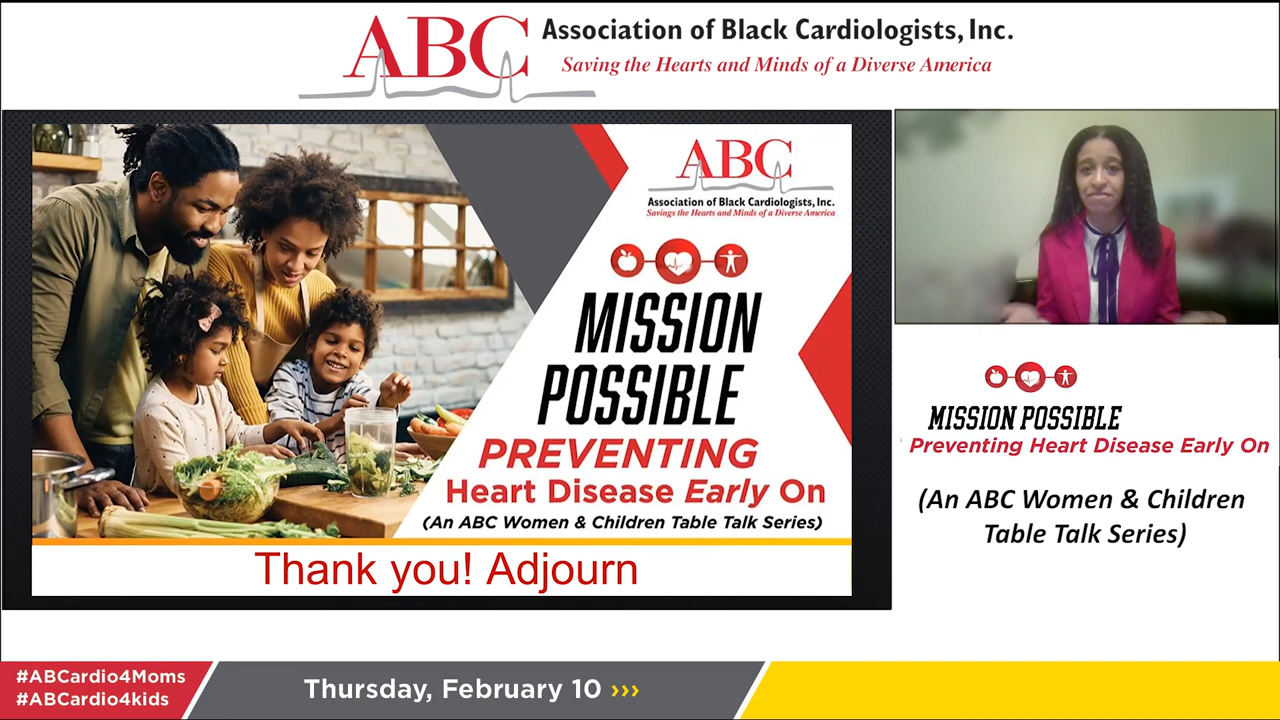 ABC
Association of Black Cardiologists, Inc.
Saving the Hearts and Minds of a Diverse America
ABC
Association of Black Cardiologists, Inc.
Savings the Hearts and Minds of a Diverse America
MISSION
POSSIBLE
PREVENTING
Heart Disease Early On
(An ABC Women & Children Table Talk Series)
Thank you! Adjourn
MISSION POSSIBLE
Preventing Heart Disease Early On
(An ABC Women & Children
Table Talk Series)
#ABCardio4Moms
#ABCardio4kids
Thursday, February 10 ›››